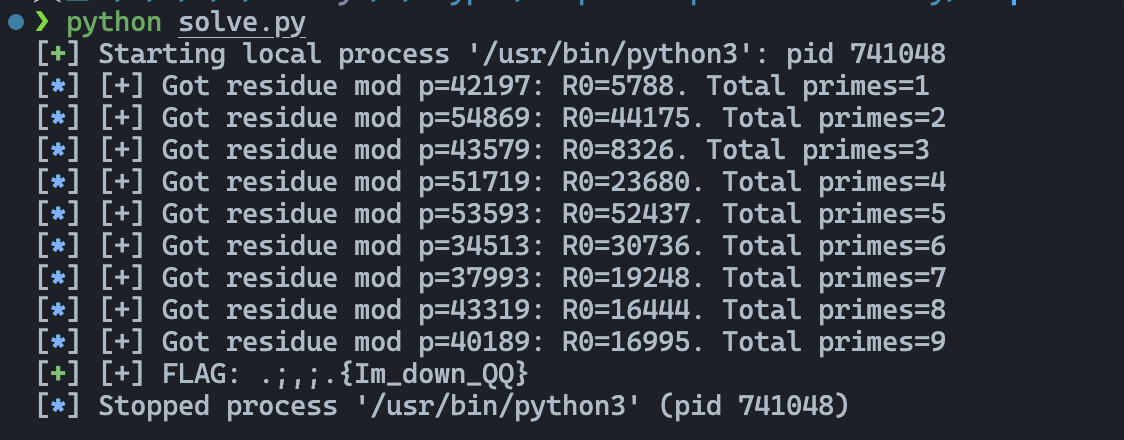 ❯ python solve.py
[+] Starting local process '/usr/bin/python3': pid 741048
[*] [+] Got residue mod p=42197: R0=5788. Total primes=1
[*] [+] Got residue mod p=54869: R0=44175. Total primes=2
[*] [+] Got residue mod p=43579: R0=8326. Total primes=3
[*] [+] Got residue mod p=51719: R0=23680. Total primes=4
[*] [+] Got residue mod p=53593: R0=52437. Total primes=5
[*] [+] Got residue mod p=34513: R0=30736. Total primes=6
[*] [+] Got residue mod p=37993: R0=19248. Total primes=7
[*] [+] Got residue mod p=43319: R0=16444. Total primes=8
[*] [+] Got residue mod p=40189: R0=16995. Total primes=9
[+] [+] FLAG: .;,;.{Im_down_QQ}
[*] Stopped process '/usr/bin/python3' (pid 741048)